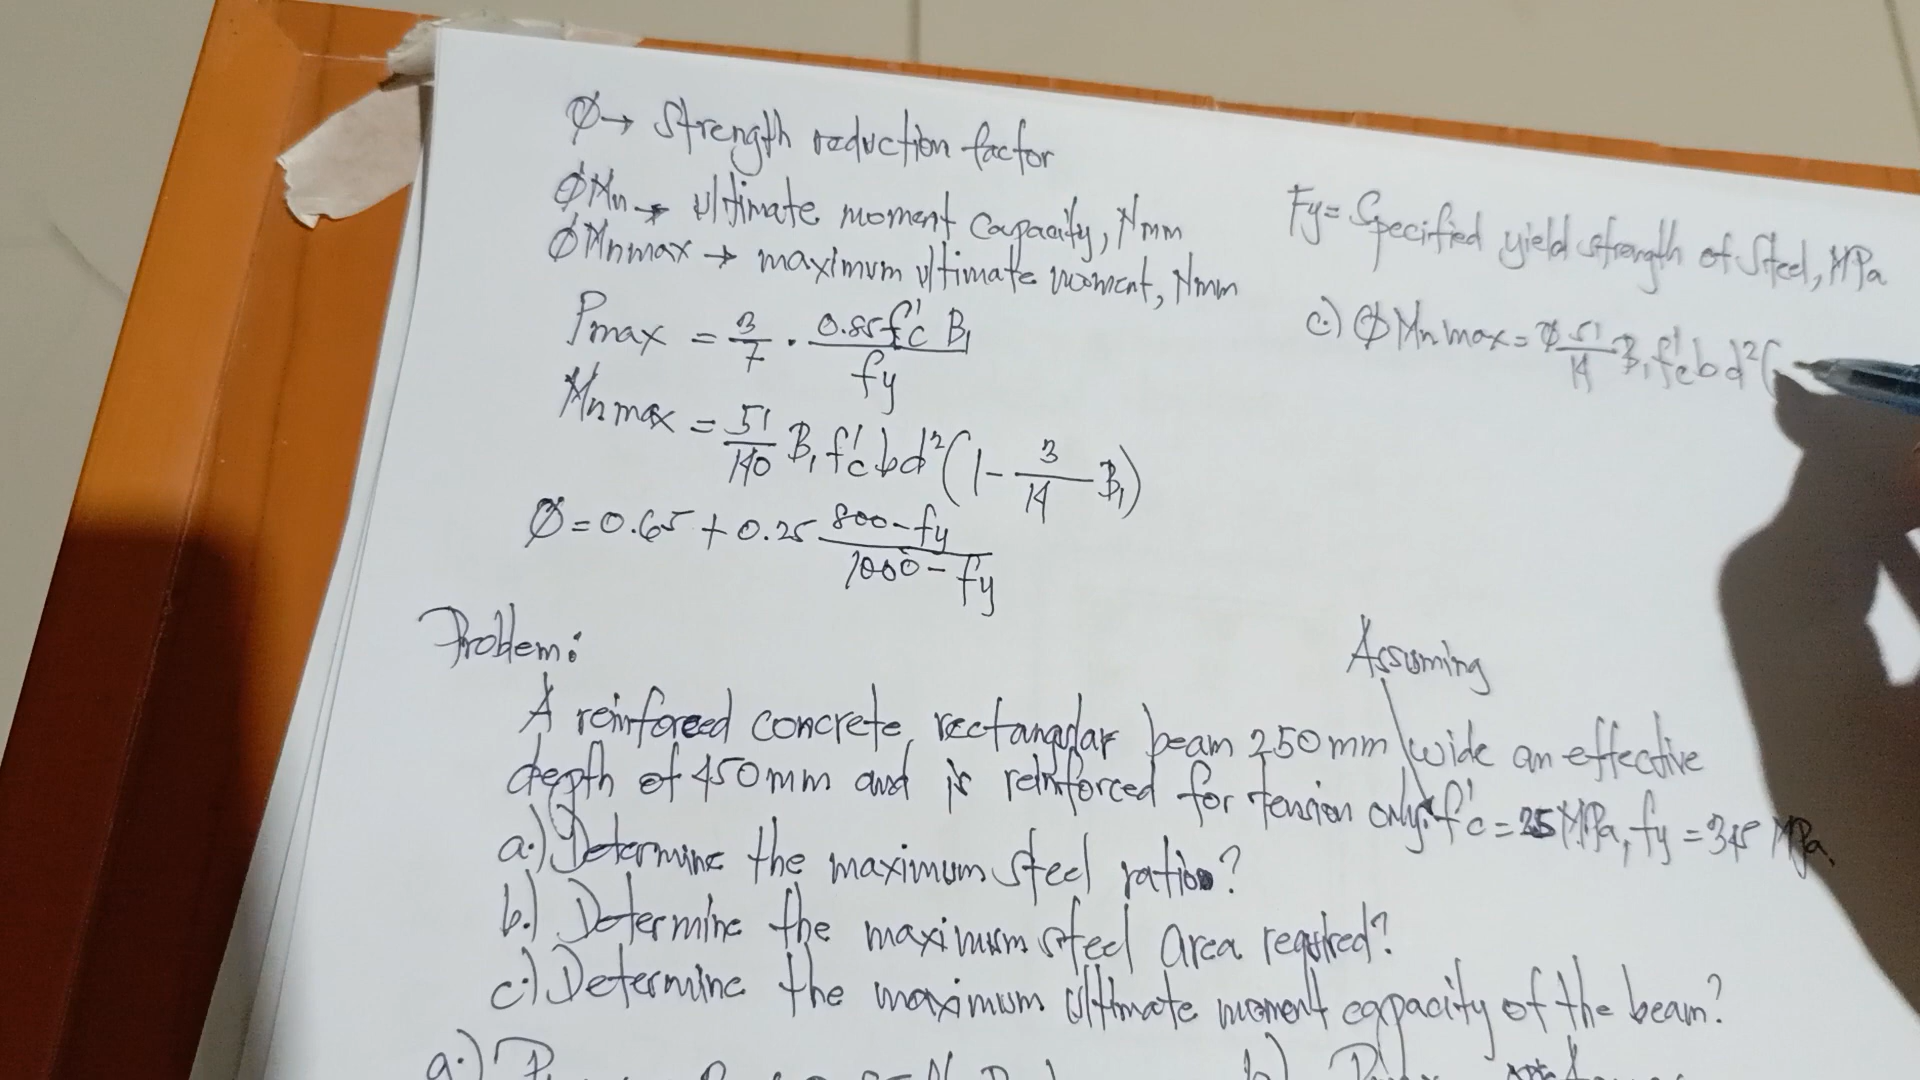 Ø → Strength reduction factor
ØMn → ultimate moment capacity, Nmm
ØMnmax → maximum ultimate moment, Nmm
Pmax = 3/7 · 0.85f'c B1 / fy
Mnmax = 51/140 B1 f'c bd²(1 - 3/14 B1)
Ø = 0.65 + 0.25 800-fy / 1000-fy
Fy = Specified yield strength of Steel, MPa
c.) ØMnmax = Ø 51/14 B1 f'c bd²(
Problem:
Assuming
A reinforced concrete rectangular beam 250mm wide an effective
depth of 450mm and is reinforced for tension only. f'c = 25 MPa, fy = 345 MPa.
a.) Determine the maximum steel ratio?
b.) Determine the maximum steel area required?
c.) Determine the maximum ultimate moment capacity of the beam?
a.)
b.)